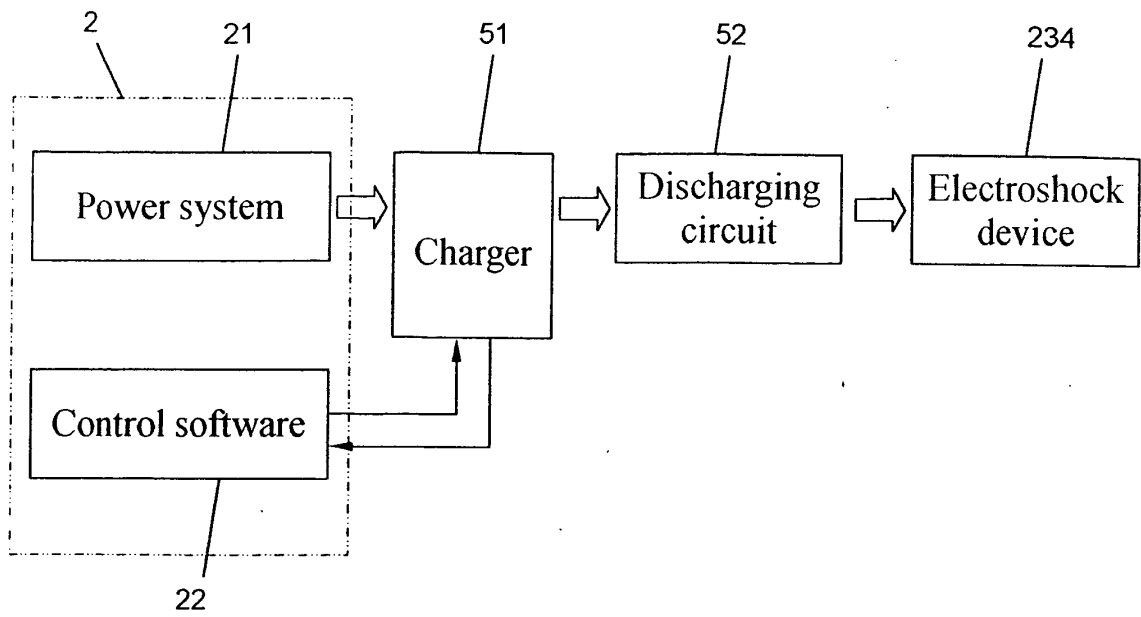 2
21
51
52
234
Power system
Charger
Discharging
circuit
Electroshock
device
Control software
22